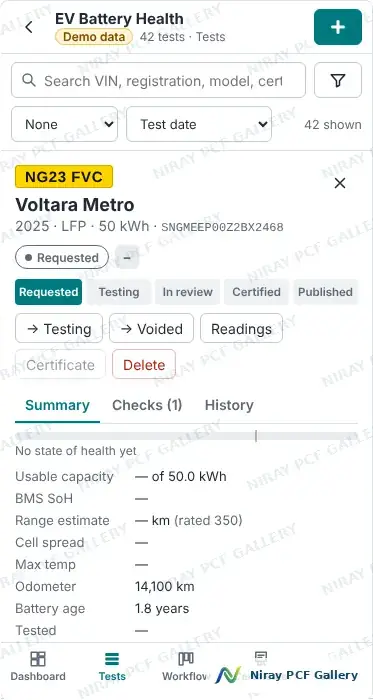 EV Battery Health
Demo data 42 tests · Tests
+
Search VIN, registration, model, cert
None Test date 42 shown
NG23 FVC
Voltara Metro
2025 · LFP · 50 kWh · SNGMEEP00Z2BX2468
Requested –
Requested Testing In review Certified Published
→ Testing → Voided Readings
Certificate Delete
Summary Checks (1) History
No state of health yet
Usable capacity — of 50.0 kWh
BMS SoH —
Range estimate — km (rated 350)
Cell spread —
Max temp —
Odometer 14,100 km
Battery age 1.8 years
Tested —
Dashboard Tests Workflow Niray PCF Gallery
NIRAY PCF GALLERY